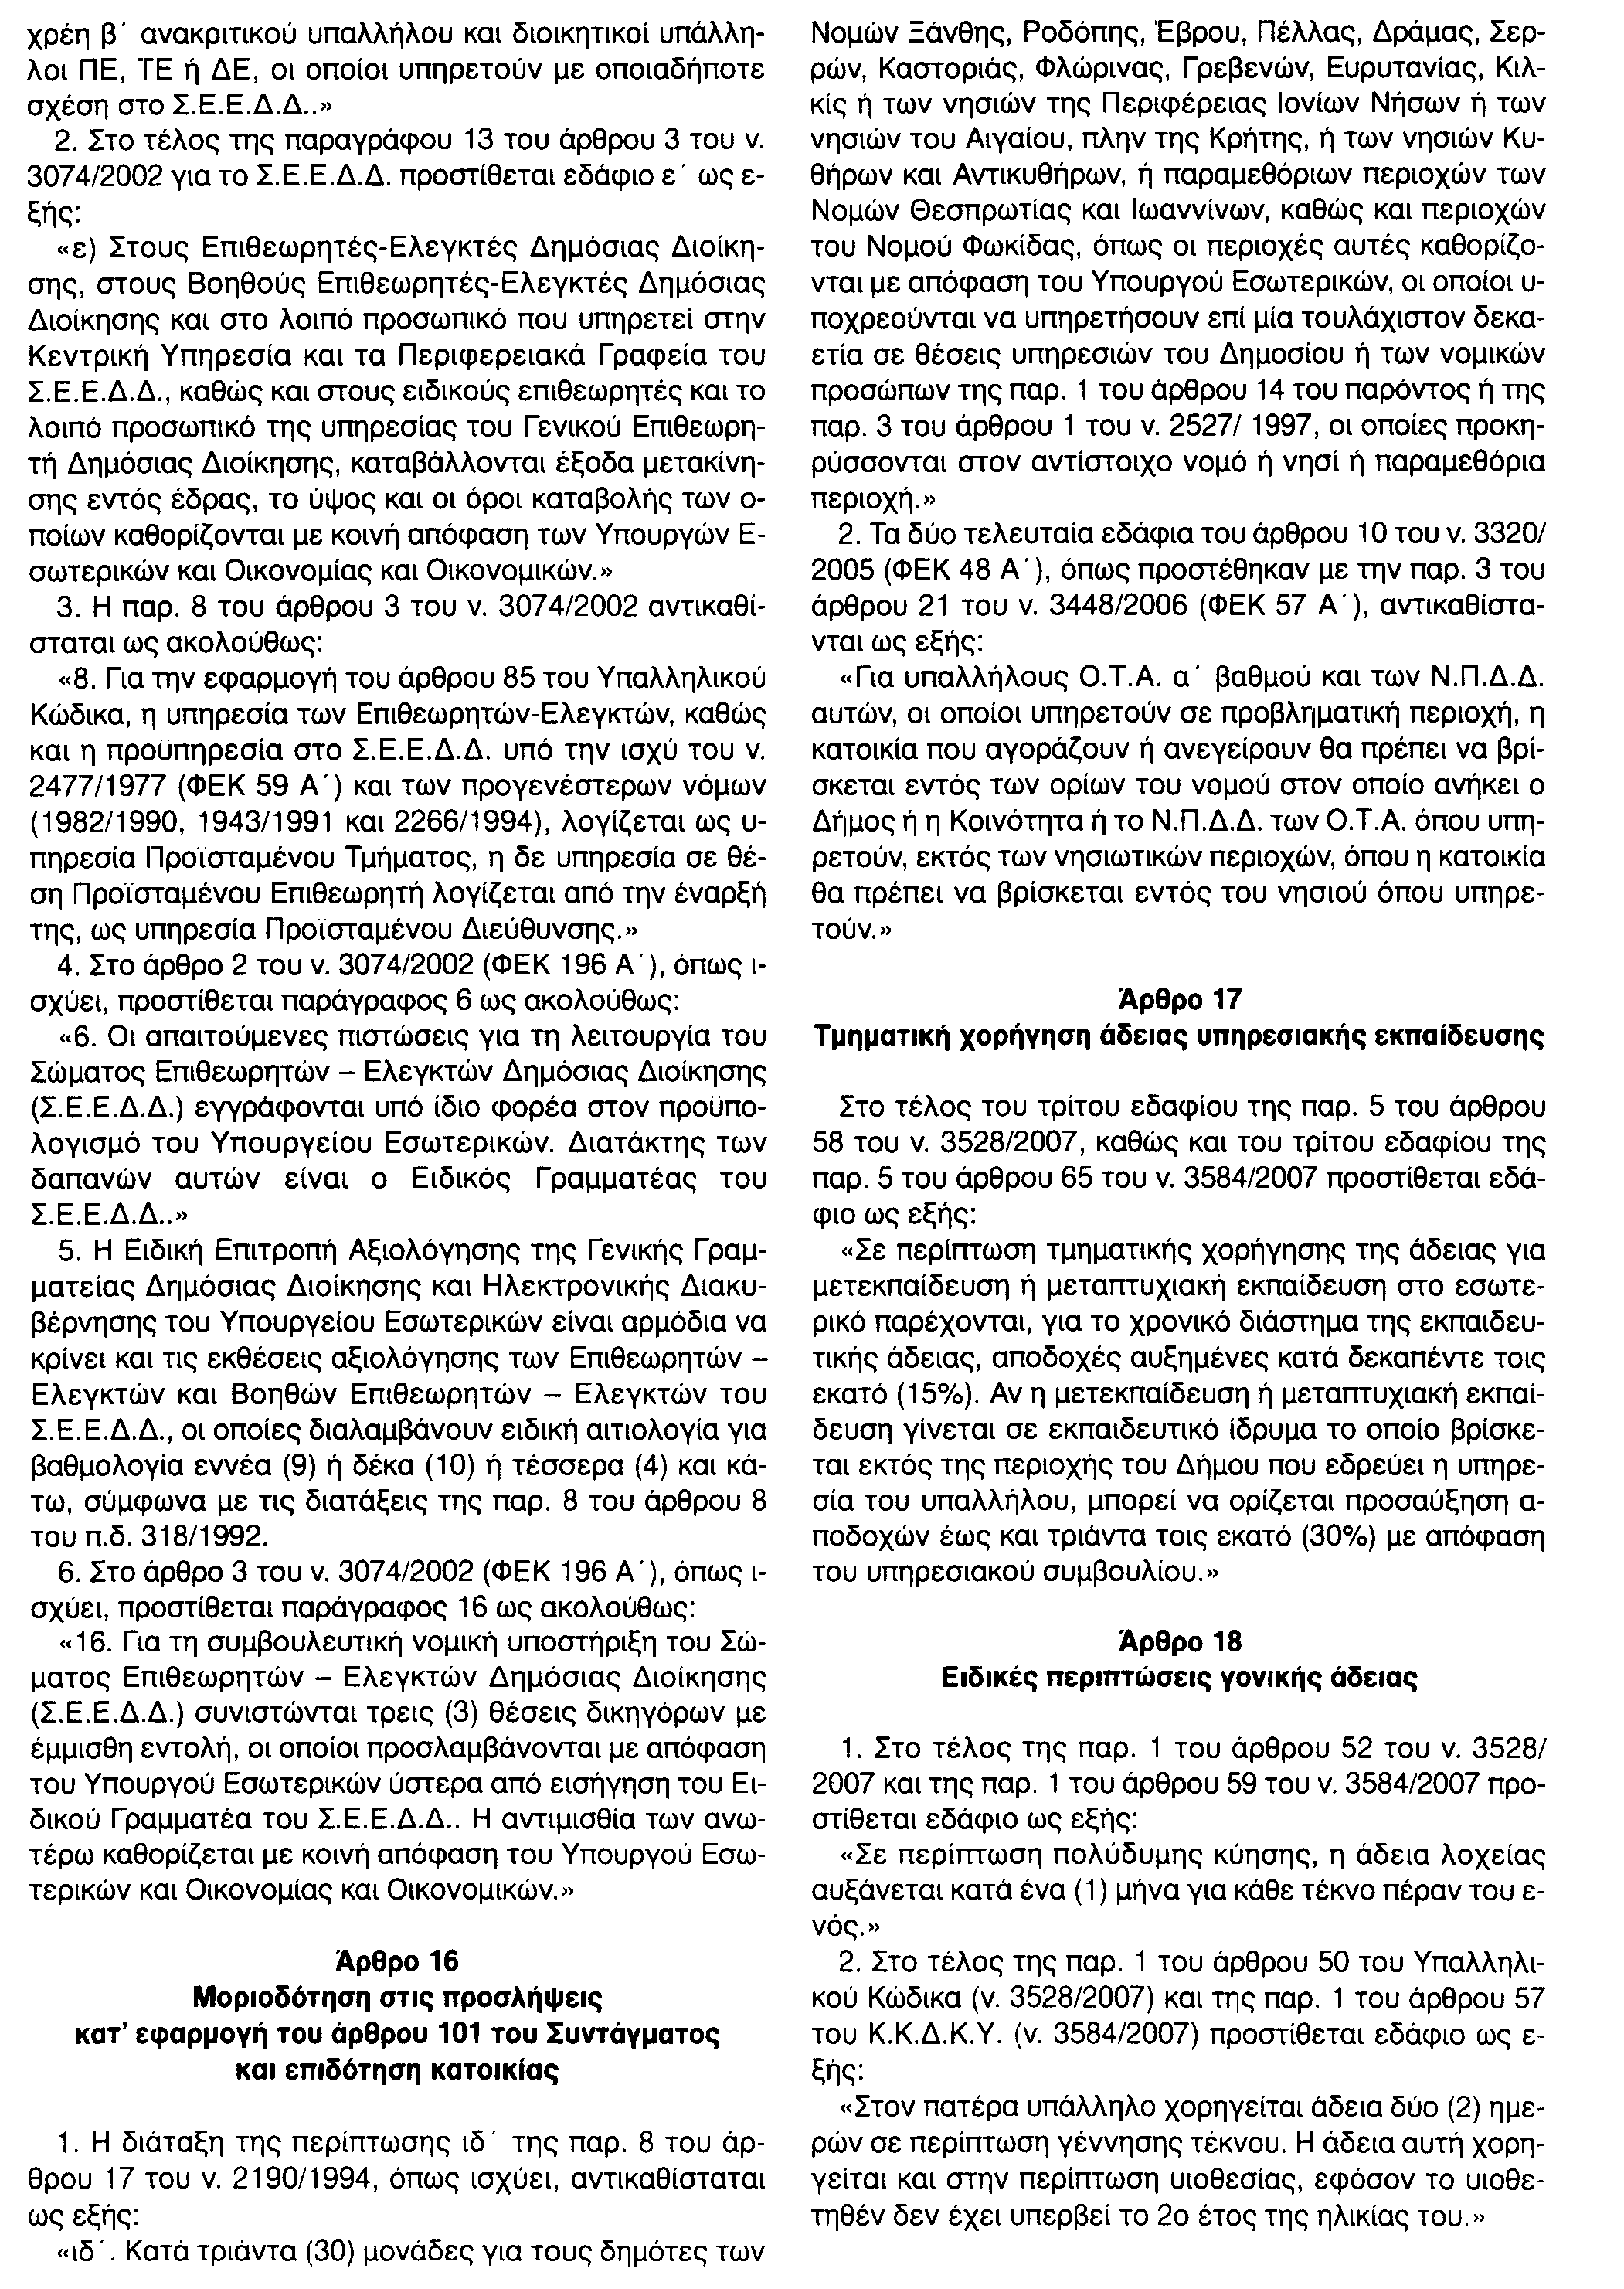 χρέη β΄ ανακριτικού υπαλλήλου και διοικητικοί υπάλλη-
λοι ΠΕ, ΤΕ ή ΔΕ, οι οποίοι υπηρετούν με οποιαδήποτε
σχέση στο Σ.Ε.Ε.Δ.Δ..»
2. Στο τέλος της παραγράφου 13 του άρθρου 3 του ν.
3074/2002 για το Σ.Ε.Ε.Δ.Δ. προστίθεται εδάφιο ε΄ ως ε-
ξής:
«ε) Στους Επιθεωρητές-Ελεγκτές Δημόσιας Διοίκη-
σης, στους Βοηθούς Επιθεωρητές-Ελεγκτές Δημόσιας
Διοίκησης και στο λοιπό προσωπικό που υπηρετεί στην
Κεντρική Υπηρεσία και τα Περιφερειακά Γραφεία του
Σ.Ε.Ε.Δ.Δ., καθώς και στους ειδικούς επιθεωρητές και το
λοιπό προσωπικό της υπηρεσίας του Γενικού Επιθεωρη-
τή Δημόσιας Διοίκησης, καταβάλλονται έξοδα μετακίνη-
σης εντός έδρας, το ύψος και οι όροι καταβολής των ο-
ποίων καθορίζονται με κοινή απόφαση των Υπουργών Ε-
σωτερικών και Οικονομίας και Οικονομικών.»
3. Η παρ. 8 του άρθρου 3 του ν. 3074/2002 αντικαθί-
σταται ως ακολούθως:
«8. Για την εφαρμογή του άρθρου 85 του Υπαλληλικού
Κώδικα, η υπηρεσία των Επιθεωρητών-Ελεγκτών, καθώς
και η προϋπηρεσία στο Σ.Ε.Ε.Δ.Δ. υπό την ισχύ του ν.
2477/1977 (ΦΕΚ 59 Α΄) και των προγενέστερων νόμων
(1982/1990, 1943/1991 και 2266/1994), λογίζεται ως υ-
πηρεσία Προϊσταμένου Τμήματος, η δε υπηρεσία σε θέ-
ση Προϊσταμένου Επιθεωρητή λογίζεται από την έναρξή
της, ως υπηρεσία Προϊσταμένου Διεύθυνσης.»
4. Στο άρθρο 2 του ν. 3074/2002 (ΦΕΚ 196 Α΄), όπως ι-
σχύει, προστίθεται παράγραφος 6 ως ακολούθως:
«6. Οι απαιτούμενες πιστώσεις για τη λειτουργία του
Σώματος Επιθεωρητών – Ελεγκτών Δημόσιας Διοίκησης
(Σ.Ε.Ε.Δ.Δ.) εγγράφονται υπό ίδιο φορέα στον προϋπο-
λογισμό του Υπουργείου Εσωτερικών. Διατάκτης των
δαπανών αυτών είναι ο Ειδικός Γραμματέας του
Σ.Ε.Ε.Δ.Δ..»
5. Η Ειδική Επιτροπή Αξιολόγησης της Γενικής Γραμ-
ματείας Δημόσιας Διοίκησης και Ηλεκτρονικής Διακυ-
βέρνησης του Υπουργείου Εσωτερικών είναι αρμόδια να
κρίνει και τις εκθέσεις αξιολόγησης των Επιθεωρητών –
Ελεγκτών και Βοηθών Επιθεωρητών – Ελεγκτών του
Σ.Ε.Ε.Δ.Δ., οι οποίες διαλαμβάνουν ειδική αιτιολογία για
βαθμολογία εννέα (9) ή δέκα (10) ή τέσσερα (4) και κά-
τω, σύμφωνα με τις διατάξεις της παρ. 8 του άρθρου 8
του π.δ. 318/1992.
6. Στο άρθρο 3 του ν. 3074/2002 (ΦΕΚ 196 Α΄), όπως ι-
σχύει, προστίθεται παράγραφος 16 ως ακολούθως:
«16. Για τη συμβουλευτική νομική υποστήριξη του Σώ-
ματος Επιθεωρητών – Ελεγκτών Δημόσιας Διοίκησης
(Σ.Ε.Ε.Δ.Δ.) συνιστώνται τρεις (3) θέσεις δικηγόρων με
έμμισθη εντολή, οι οποίοι προσλαμβάνονται με απόφαση
του Υπουργού Εσωτερικών ύστερα από εισήγηση του Ει-
δικού Γραμματέα του Σ.Ε.Ε.Δ.Δ.. Η αντιμισθία των ανω-
τέρω καθορίζεται με κοινή απόφαση του Υπουργού Εσω-
τερικών και Οικονομίας και Οικονομικών.»
Άρθρο 16
Μοριοδότηση στις προσλήψεις
κατ’ εφαρμογή του άρθρου 101 του Συντάγματος
και επιδότηση κατοικίας
1. Η διάταξη της περίπτωσης ιδ΄ της παρ. 8 του άρ-
θρου 17 του ν. 2190/1994, όπως ισχύει, αντικαθίσταται
ως εξής:
«ιδ΄. Κατά τριάντα (30) μονάδες για τους δημότες των
Νομών Ξάνθης, Ροδόπης, Έβρου, Πέλλας, Δράμας, Σερ-
ρών, Καστοριάς, Φλώρινας, Γρεβενών, Ευρυτανίας, Κιλ-
κίς ή των νησιών της Περιφέρειας Ιονίων Νήσων ή των
νησιών του Αιγαίου, πλην της Κρήτης, ή των νησιών Κυ-
θήρων και Αντικυθήρων, ή παραμεθόριων περιοχών των
Νομών Θεσπρωτίας και Ιωαννίνων, καθώς και περιοχών
του Νομού Φωκίδας, όπως οι περιοχές αυτές καθορίζο-
νται με απόφαση του Υπουργού Εσωτερικών, οι οποίοι υ-
ποχρεούνται να υπηρετήσουν επί μία τουλάχιστον δεκα-
ετία σε θέσεις υπηρεσιών του Δημοσίου ή των νομικών
προσώπων της παρ. 1 του άρθρου 14 του παρόντος ή της
παρ. 3 του άρθρου 1 του ν. 2527/ 1997, οι οποίες προκη-
ρύσσονται στον αντίστοιχο νομό ή νησί ή παραμεθόρια
περιοχή.»
2. Τα δύο τελευταία εδάφια του άρθρου 10 του ν. 3320/
2005 (ΦΕΚ 48 Α΄), όπως προστέθηκαν με την παρ. 3 του
άρθρου 21 του ν. 3448/2006 (ΦΕΚ 57 Α΄), αντικαθίστα-
νται ως εξής:
«Για υπαλλήλους Ο.Τ.Α. α΄ βαθμού και των Ν.Π.Δ.Δ.
αυτών, οι οποίοι υπηρετούν σε προβληματική περιοχή, η
κατοικία που αγοράζουν ή ανεγείρουν θα πρέπει να βρί-
σκεται εντός των ορίων του νομού στον οποίο ανήκει ο
Δήμος ή η Κοινότητα ή το Ν.Π.Δ.Δ. των Ο.Τ.Α. όπου υπη-
ρετούν, εκτός των νησιωτικών περιοχών, όπου η κατοικία
θα πρέπει να βρίσκεται εντός του νησιού όπου υπηρε-
τούν.»
Άρθρο 17
Τμηματική χορήγηση άδειας υπηρεσιακής εκπαίδευσης
Στο τέλος του τρίτου εδαφίου της παρ. 5 του άρθρου
58 του ν. 3528/2007, καθώς και του τρίτου εδαφίου της
παρ. 5 του άρθρου 65 του ν. 3584/2007 προστίθεται εδά-
φιο ως εξής:
«Σε περίπτωση τμηματικής χορήγησης της άδειας για
μετεκπαίδευση ή μεταπτυχιακή εκπαίδευση στο εσωτε-
ρικό παρέχονται, για το χρονικό διάστημα της εκπαιδευ-
τικής άδειας, αποδοχές αυξημένες κατά δεκαπέντε τοις
εκατό (15%). Αν η μετεκπαίδευση ή μεταπτυχιακή εκπαί-
δευση γίνεται σε εκπαιδευτικό ίδρυμα το οποίο βρίσκε-
ται εκτός της περιοχής του Δήμου που εδρεύει η υπηρε-
σία του υπαλλήλου, μπορεί να ορίζεται προσαύξηση α-
ποδοχών έως και τριάντα τοις εκατό (30%) με απόφαση
του υπηρεσιακού συμβουλίου.»
Άρθρο 18
Ειδικές περιπτώσεις γονικής άδειας
1. Στο τέλος της παρ. 1 του άρθρου 52 του ν. 3528/
2007 και της παρ. 1 του άρθρου 59 του ν. 3584/2007 προ-
στίθεται εδάφιο ως εξής:
«Σε περίπτωση πολύδυμης κύησης, η άδεια λοχείας
αυξάνεται κατά ένα (1) μήνα για κάθε τέκνο πέραν του ε-
νός.»
2. Στο τέλος της παρ. 1 του άρθρου 50 του Υπαλληλι-
κού Κώδικα (ν. 3528/2007) και της παρ. 1 του άρθρου 57
του Κ.Κ.Δ.Κ.Υ. (ν. 3584/2007) προστίθεται εδάφιο ως ε-
ξής:
«Στον πατέρα υπάλληλο χορηγείται άδεια δύο (2) ημε-
ρών σε περίπτωση γέννησης τέκνου. Η άδεια αυτή χορη-
γείται και στην περίπτωση υιοθεσίας, εφόσον το υιοθε-
τηθέν δεν έχει υπερβεί το 2ο έτος της ηλικίας του.»